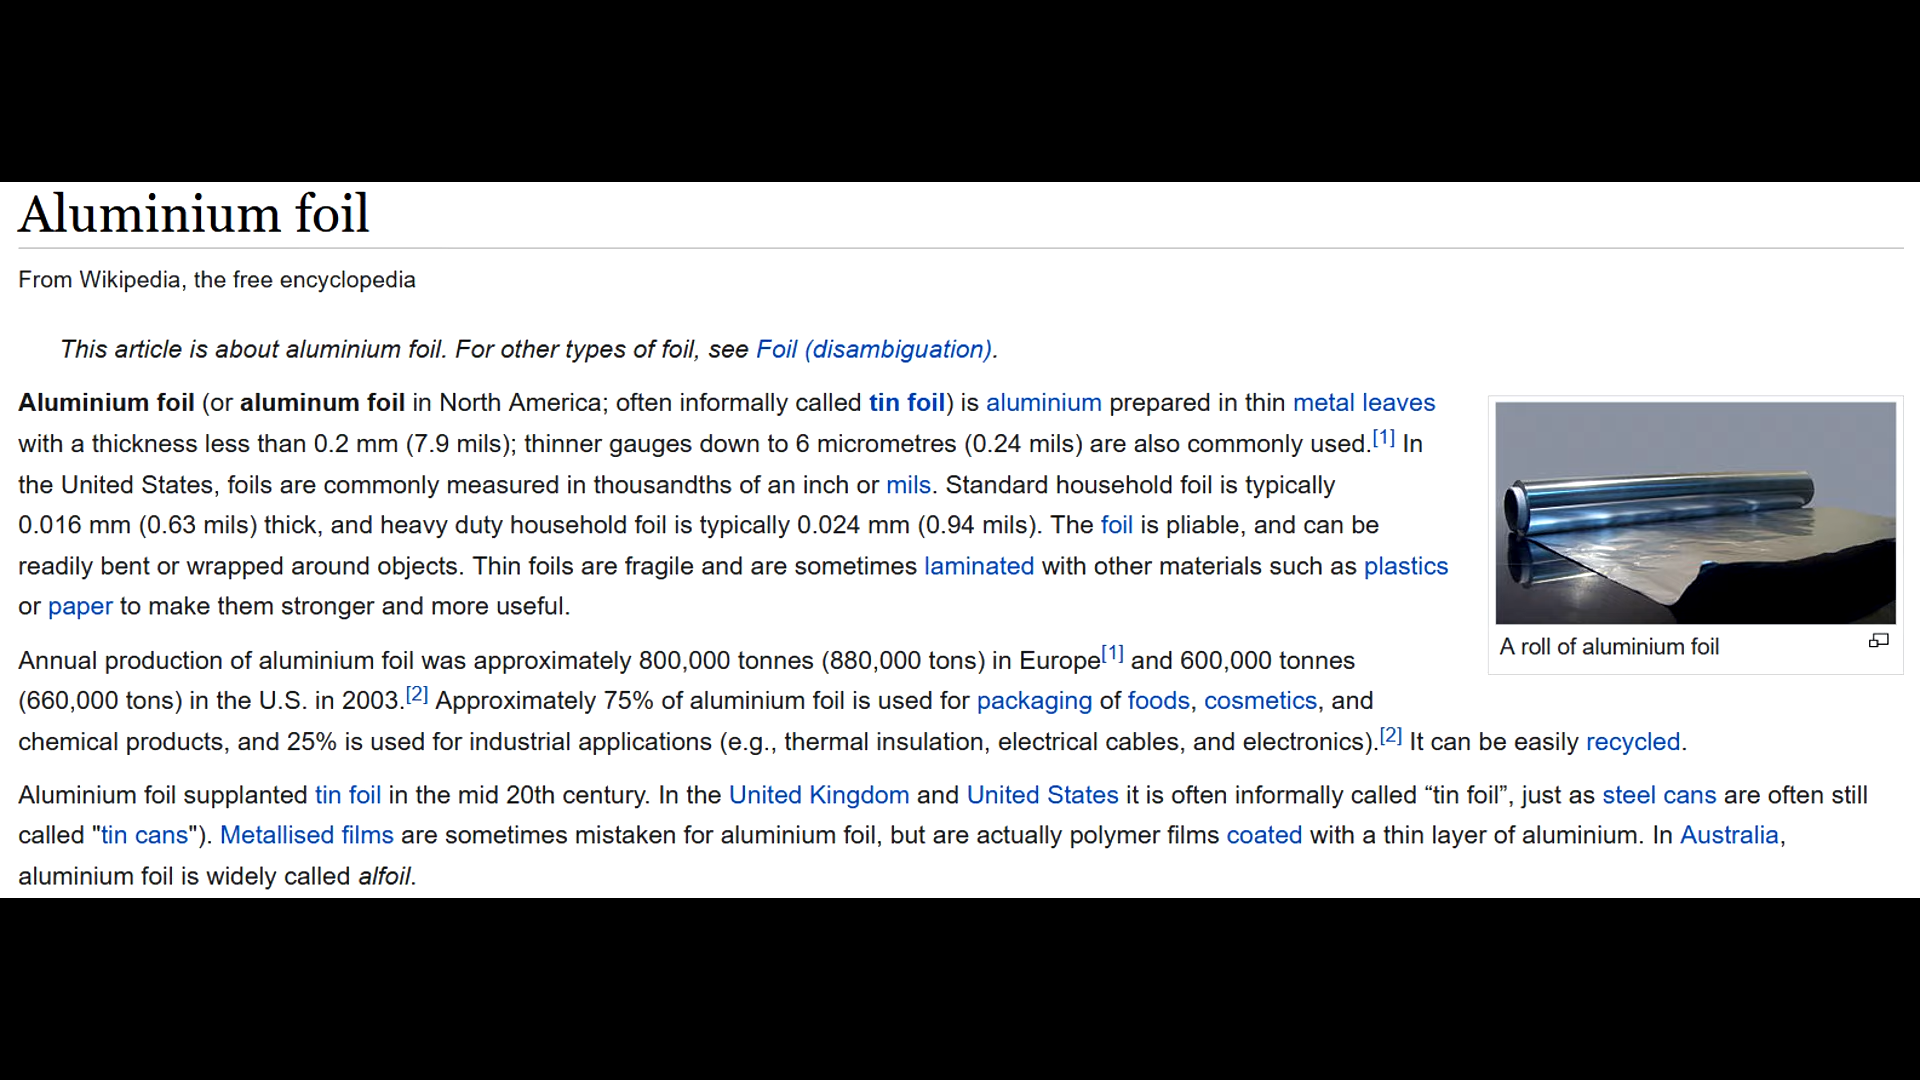 Aluminium foil
From Wikipedia, the free encyclopedia
This article is about aluminium foil. For other types of foil, see Foil (disambiguation).
Aluminium foil (or aluminum foil in North America; often informally called tin foil) is aluminium prepared in thin metal leaves
with a thickness less than 0.2 mm (7.9 mils); thinner gauges down to 6 micrometres (0.24 mils) are also commonly used.[1] In
the United States, foils are commonly measured in thousandths of an inch or mils. Standard household foil is typically
0.016 mm (0.63 mils) thick, and heavy duty household foil is typically 0.024 mm (0.94 mils). The foil is pliable, and can be
readily bent or wrapped around objects. Thin foils are fragile and are sometimes laminated with other materials such as plastics
or paper to make them stronger and more useful.
A roll of aluminium foil
Annual production of aluminium foil was approximately 800,000 tonnes (880,000 tons) in Europe[1] and 600,000 tonnes
(660,000 tons) in the U.S. in 2003.[2] Approximately 75% of aluminium foil is used for packaging of foods, cosmetics, and
chemical products, and 25% is used for industrial applications (e.g., thermal insulation, electrical cables, and electronics).[2] It can be easily recycled.
Aluminium foil supplanted tin foil in the mid 20th century. In the United Kingdom and United States it is often informally called “tin foil”, just as steel cans are often still
called "tin cans"). Metallised films are sometimes mistaken for aluminium foil, but are actually polymer films coated with a thin layer of aluminium. In Australia,
aluminium foil is widely called alfoil.